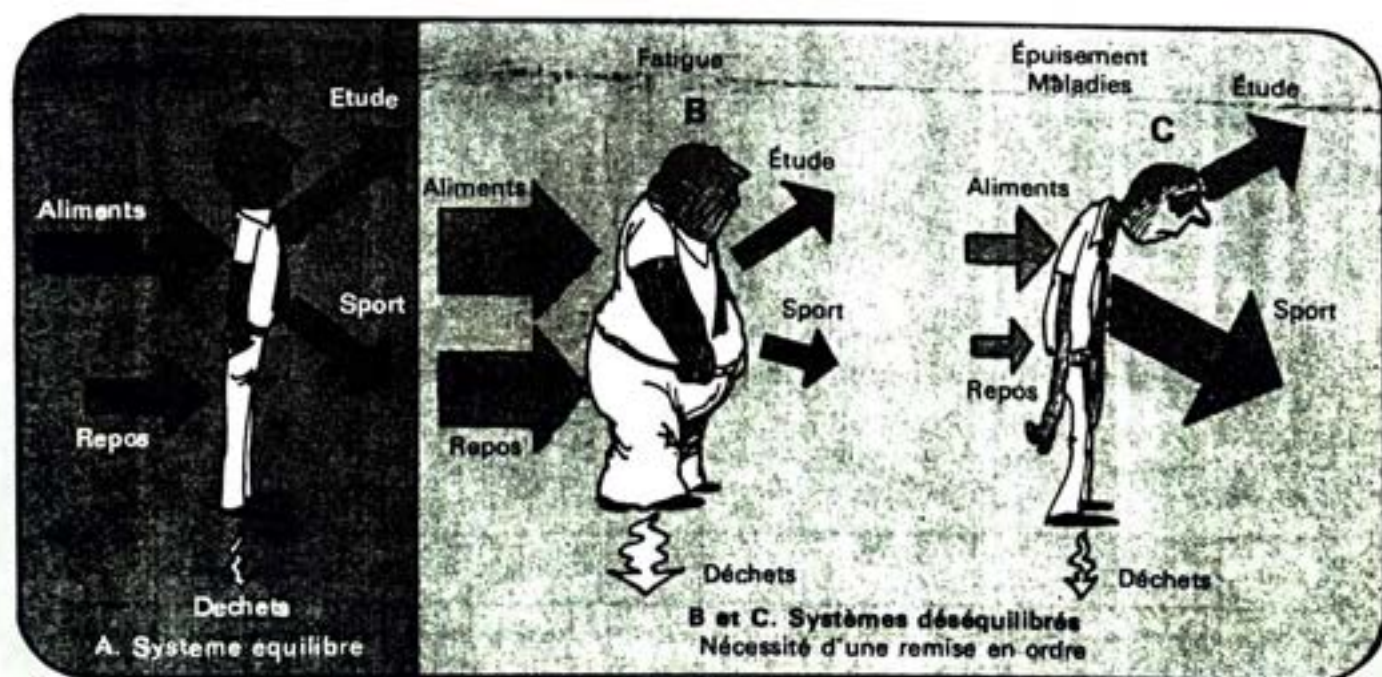 Etude
Aliments
Sport
Repos
Dechets
A. Systeme equilibre
Fatigue
B
Étude
Aliments
Sport
Repos
Déchets
Épuisement
Maladies
C
Étude
Aliments
Sport
Repos
Déchets
B et C. Systèmes déséquilibrés
Nécessité d'une remise en ordre